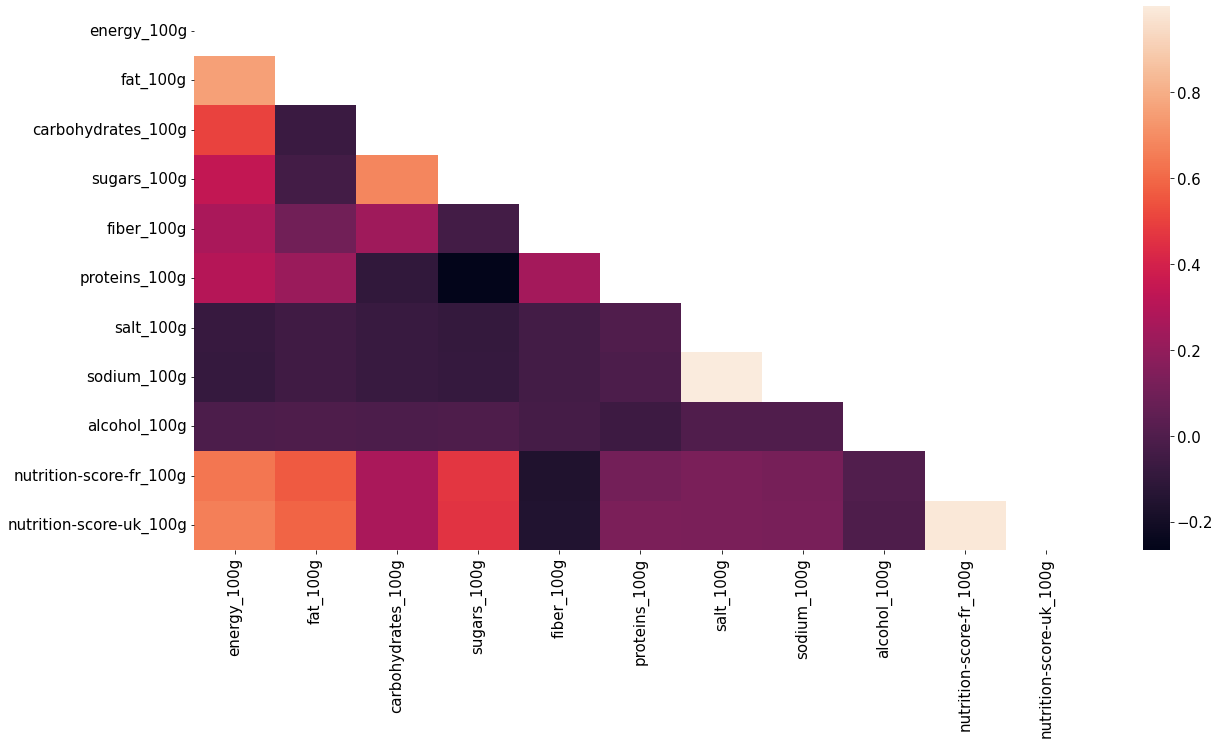 energy_100g
fat_100g
carbohydrates_100g
sugars_100g
fiber_100g
proteins_100g
salt_100g
sodium_100g
alcohol_100g
nutrition-score-fr_100g
nutrition-score-uk_100g
energy_100g
fat_100g
carbohydrates_100g
sugars_100g
fiber_100g
proteins_100g
salt_100g
sodium_100g
alcohol_100g
nutrition-score-fr_100g
nutrition-score-uk_100g
0.8
0.6
0.4
0.2
0.0
−0.2